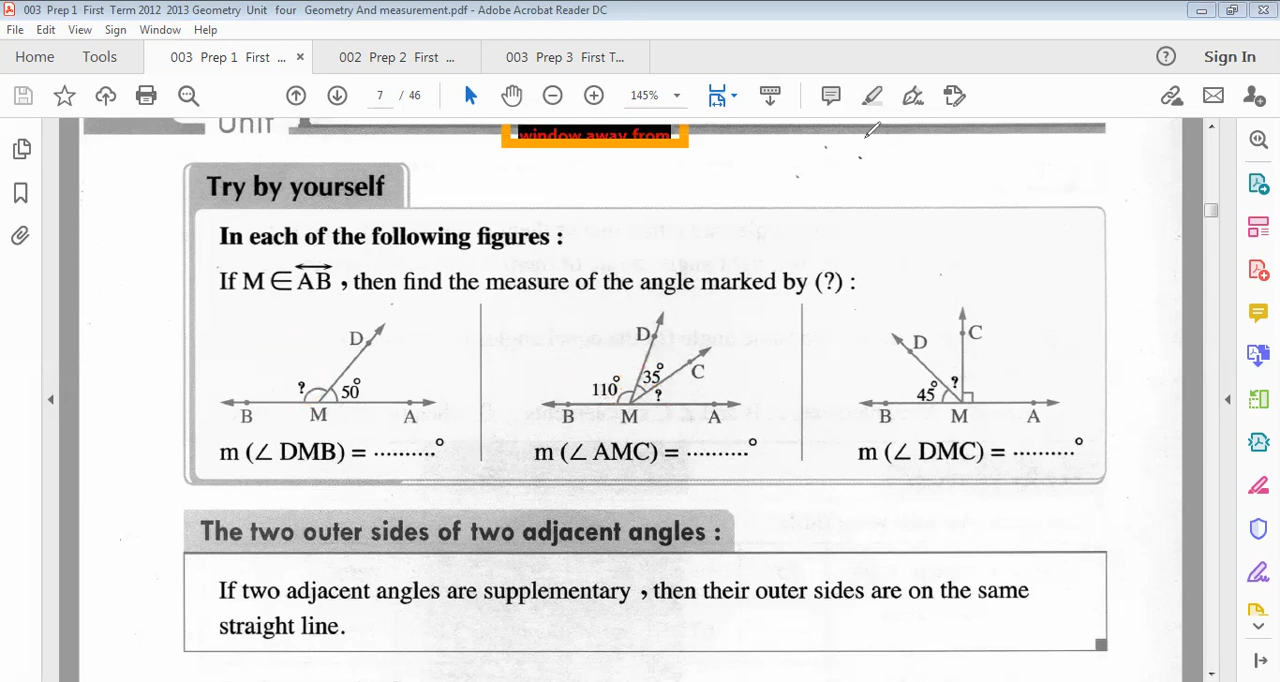 003 Prep 1 First Term 2012 2013 Geometry Unit four Geometry And measurement.pdf - Adobe Acrobat Reader DC
File Edit View Sign Window Help
Home Tools 003 Prep 1 First ... × 002 Prep 2 First ... 003 Prep 3 First T... ? Sign In
7 / 46 145%
Unit
window away from
Try by yourself
In each of the following figures :
If M ∈ AB , then find the measure of the angle marked by (?) :
D ? 50° B M A
D 35° C 110° ? B M A
C D ? 45° B M A
m (∠ DMB) = ..........°
m (∠ AMC) = ..........°
m (∠ DMC) = ..........°
The two outer sides of two adjacent angles :
If two adjacent angles are supplementary , then their outer sides are on the same
straight line.